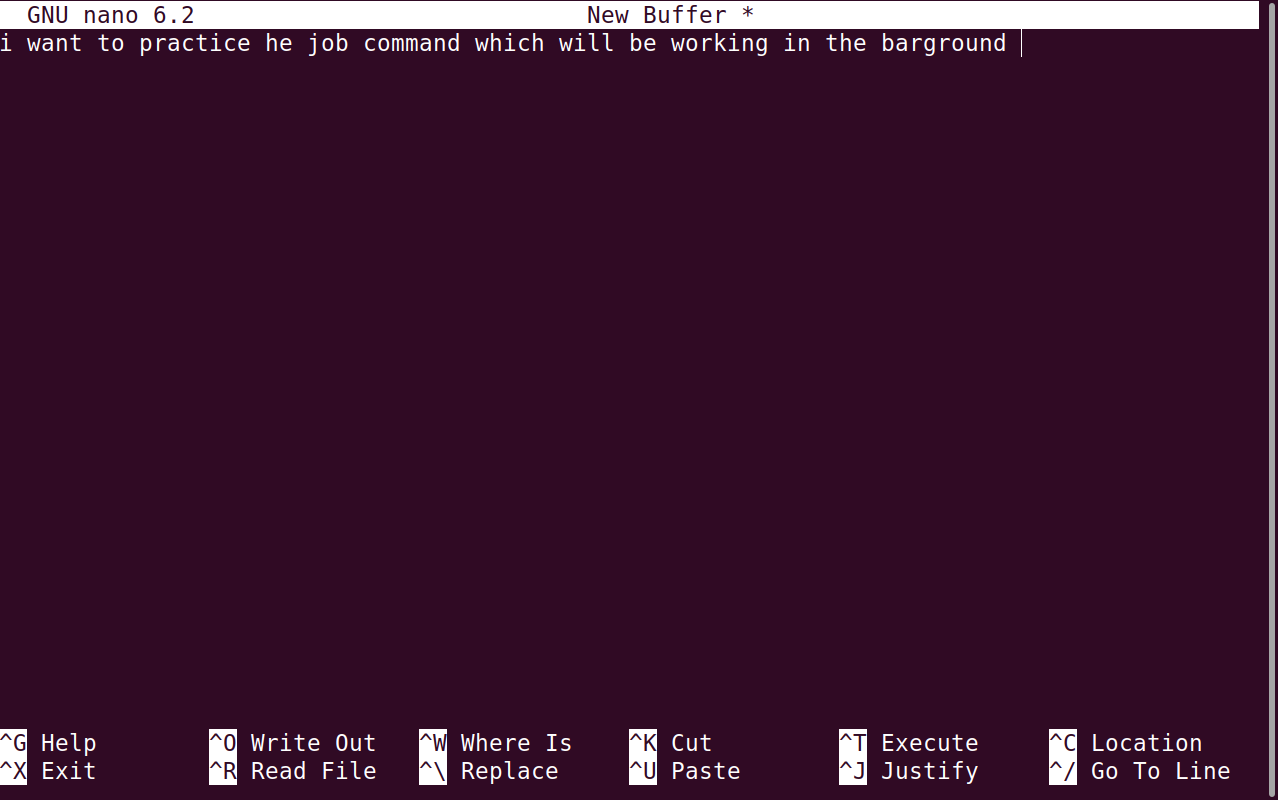 GNU nano 6.2 New Buffer *
i want to practice he job command which will be working in the barground
^G Help ^O Write Out ^W Where Is ^K Cut ^T Execute ^C Location
^X Exit ^R Read File ^\ Replace ^U Paste ^J Justify ^/ Go To Line